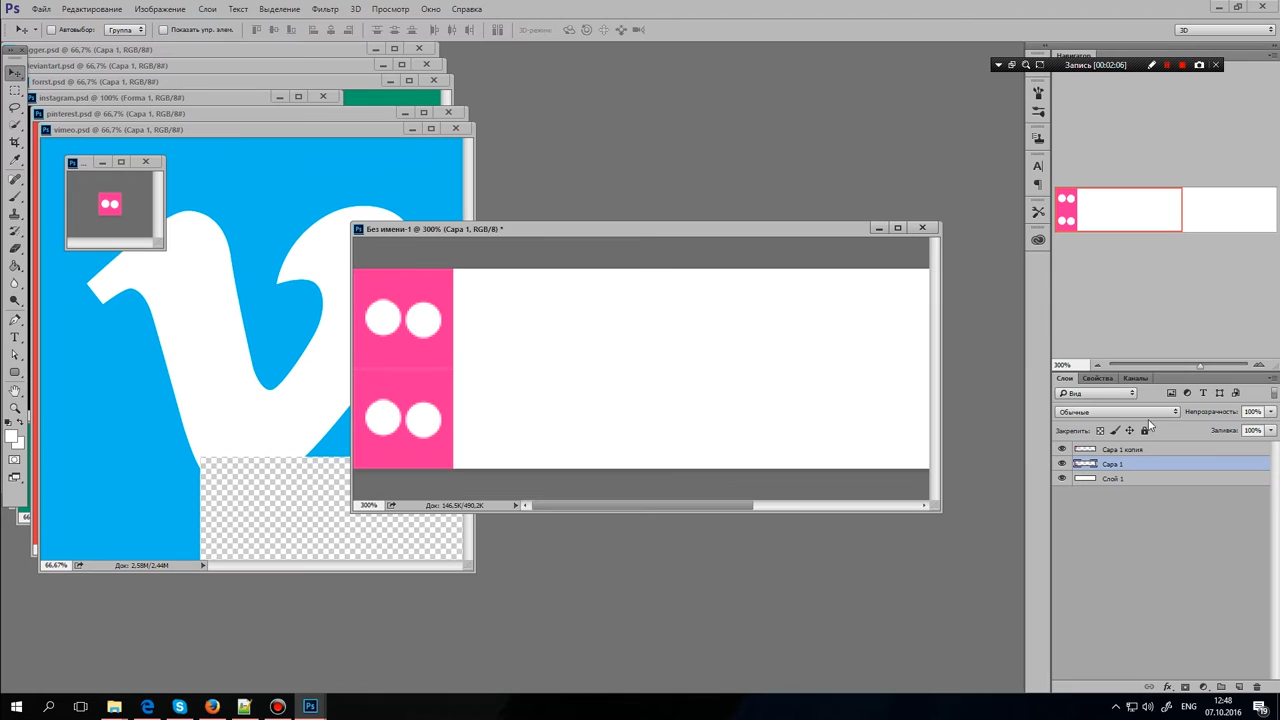 Файл Редактирование Изображение Слои Текст Выделение Фильтр 3D Просмотр Окно Справка
Автовыбор: Группа Показать упр. элем. 3D-режим: 3D
gger.psd @ 66,7% (Capa 1, RGB/8#)
eviantart.psd @ 66,7% (Capa 1, RGB/8#)
forrst.psd @ 66,7% (Capa 1, RGB/8#)
instagram.psd @ 100% (Forma 1, RGB/8#)
pinterest.psd @ 66,7% (Capa 1, RGB/8#)
vimeo.psd @ 66,7% (Capa 1, RGB/8#)
...
Без имени-1 @ 300% (Capa 1, RGB/8) *
300% Док: 146,5K/490,2K
66.67% Док: 2,58M/2,44M
Навигатор
Запись [00:02:06]
300%
Слои Свойства Каналы
Вид
Обычные Непрозрачность: 100%
Закрепить: Заливка: 100%
Capa 1 копия
Capa 1
Слой 1
ENG
12:48
07.10.2016